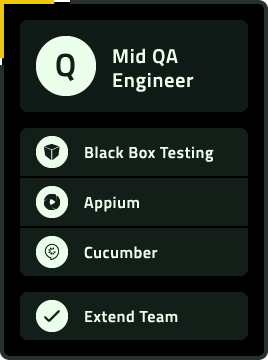 Q
Mid QA
Engineer
Black Box Testing
Appium
Cucumber
Extend Team